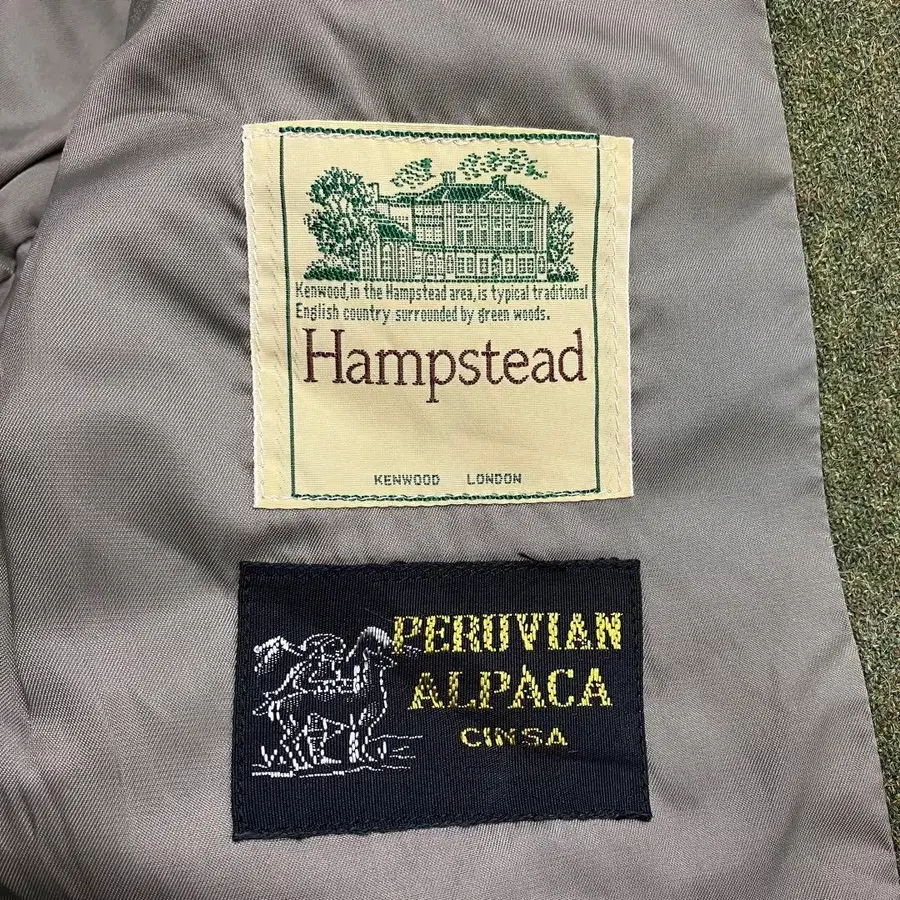 Kenwood, in the Hampstead area, is typical traditional
English country surrounded by green woods.
Hampstead
KENWOOD LONDON
PERUVIAN
ALPACA
CINSA